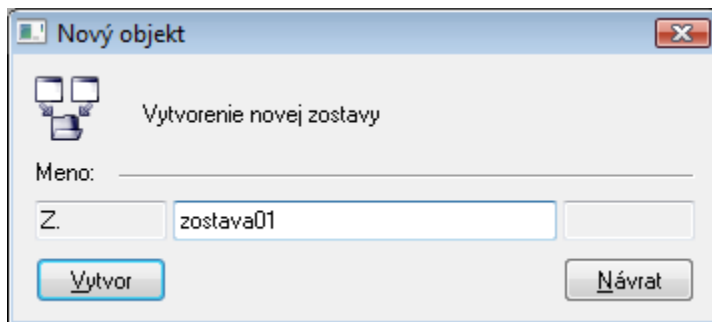 Nový objekt
Vytvorenie novej zostavy
Meno:
Z. zostava01
Vytvor Návrat